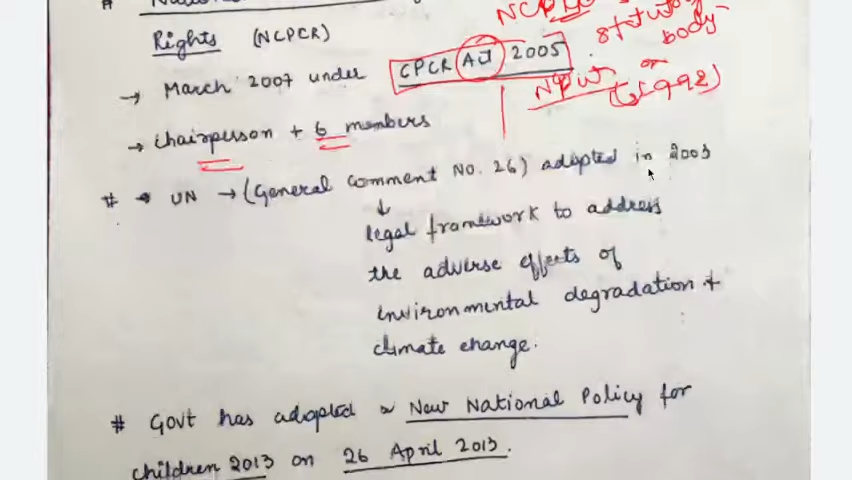 # National
Rights (NCPCR)
→ March 2007 under CPCR Act 2005
statutory
body
→ Chairperson + 6 members
# → UN → (General Comment No. 26) adopted in 2003
↓
legal framework to address
the adverse effects of
environmental degradation +
climate change.
# Govt has adopted a New National Policy for
children 2013 on 26 April 2013.